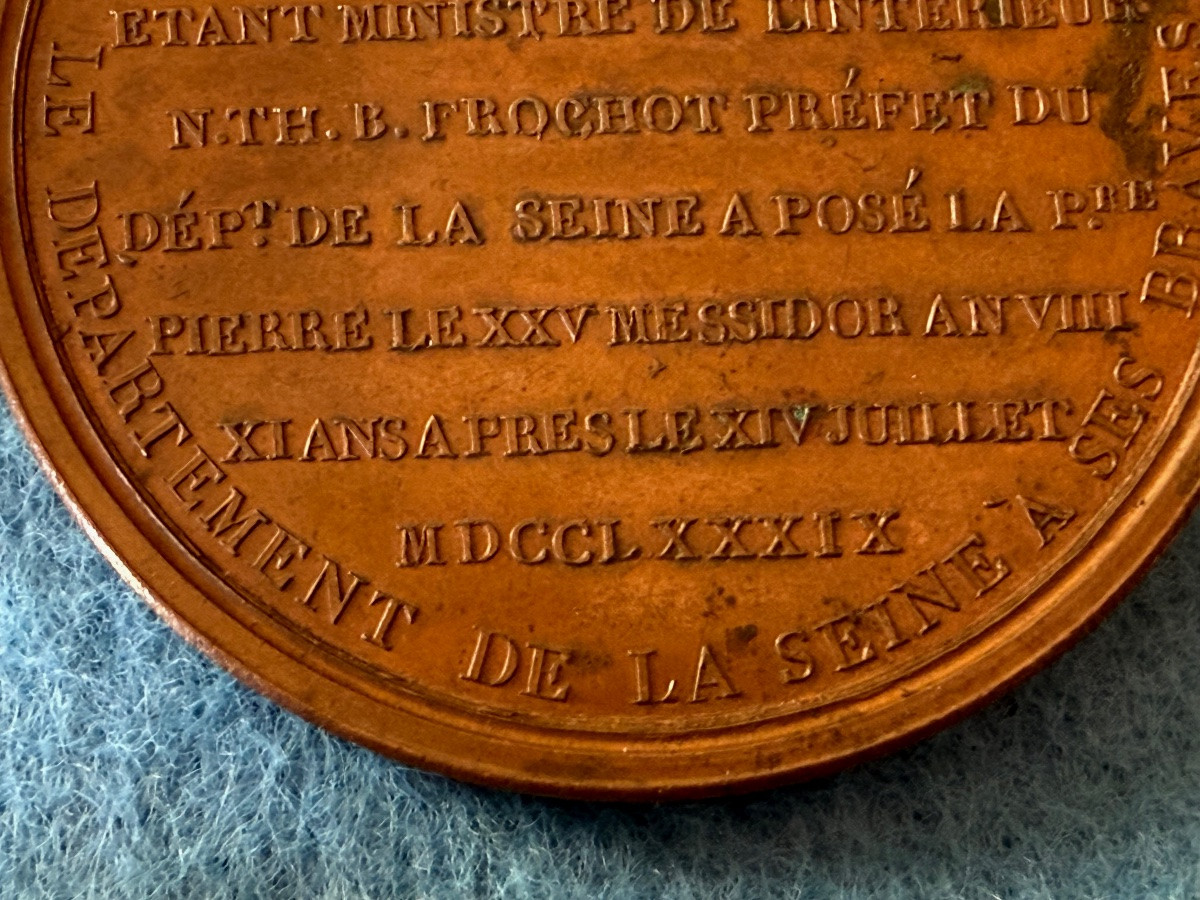 ETANT MINISTRE DE L'INTERIEUR
N.TH.B.FROCHOT PRÉFET DU
DÉPT. DE LA SEINE A POSÉ LA P.RE
PIERRE LE XXV MESSIDOR AN VIII
XI ANS APRES LE XIV JUILLET
MDCCLXXXIX
LE DEPARTEMENT DE LA SEINE À SES BRAVES